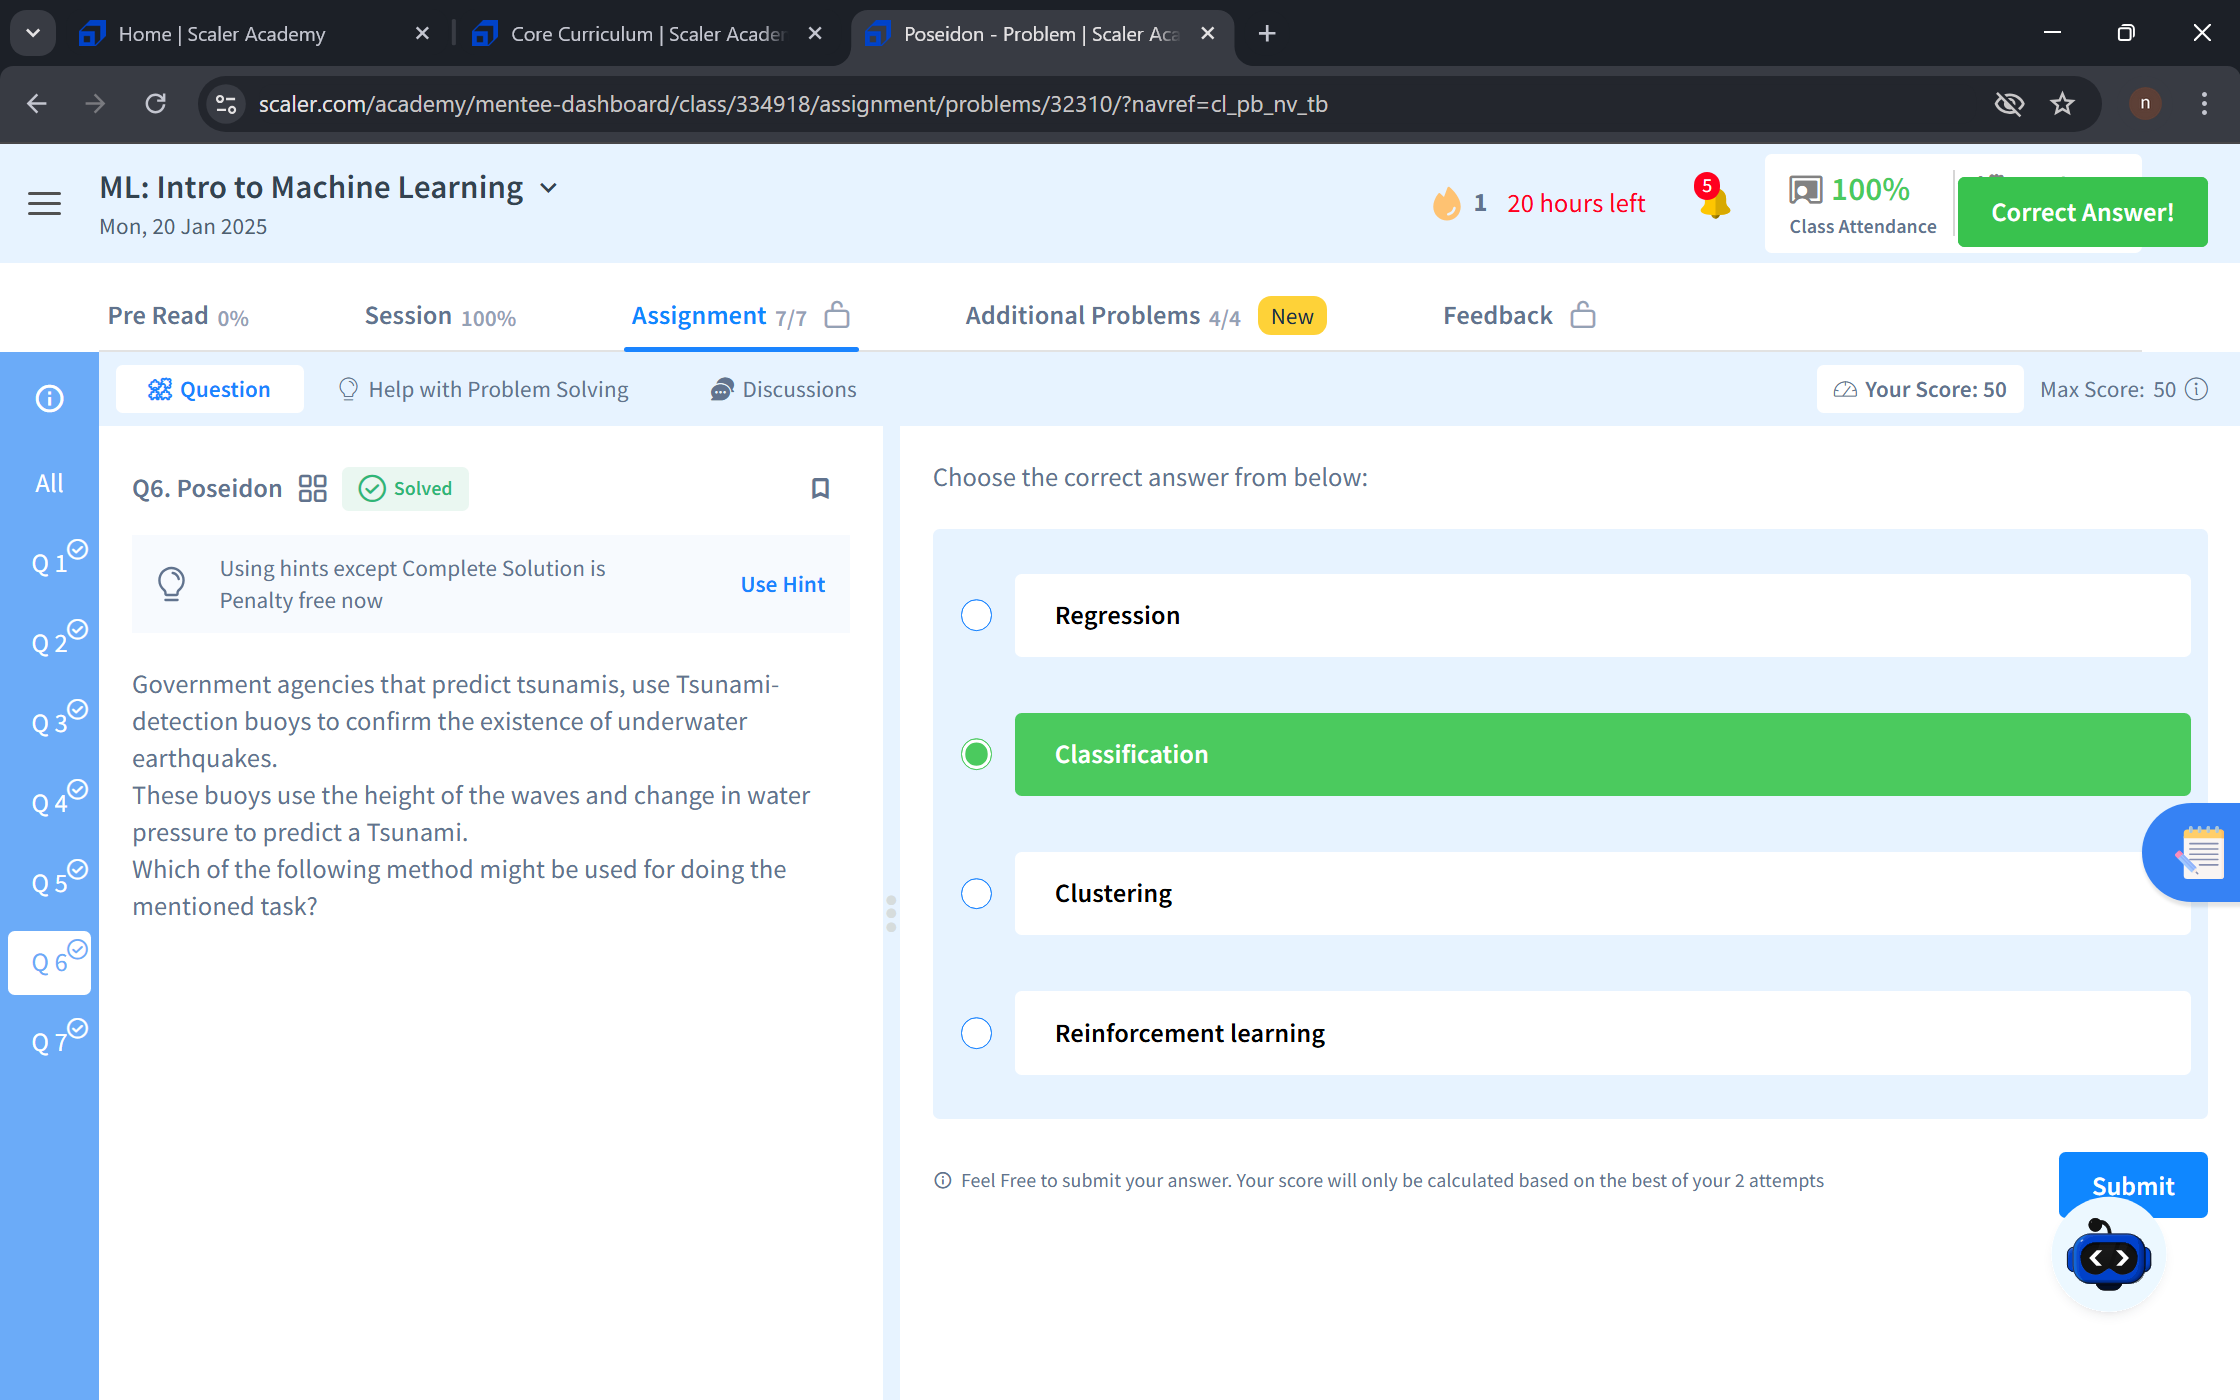 Home | Scaler Academy
Core Curriculum | Scaler Acader
Poseidon - Problem | Scaler Aca
scaler.com/academy/mentee-dashboard/class/334918/assignment/problems/32310/?navref=cl_pb_nv_tb
n
ML: Intro to Machine Learning
Mon, 20 Jan 2025
1
20 hours left
5
100%
Class Attendance
Correct Answer!
Pre Read 0%
Session 100%
Assignment 7/7
Additional Problems 4/4
New
Feedback
Question
Help with Problem Solving
Discussions
Your Score: 50
Max Score: 50
All
Q 1
Q 2
Q 3
Q 4
Q 5
Q 6
Q 7
Q6. Poseidon
Solved
Using hints except Complete Solution is
Penalty free now
Use Hint
Government agencies that predict tsunamis, use Tsunami-
detection buoys to confirm the existence of underwater
earthquakes.
These buoys use the height of the waves and change in water
pressure to predict a Tsunami.
Which of the following method might be used for doing the
mentioned task?
Choose the correct answer from below:
Regression
Classification
Clustering
Reinforcement learning
Feel Free to submit your answer. Your score will only be calculated based on the best of your 2 attempts
Submit